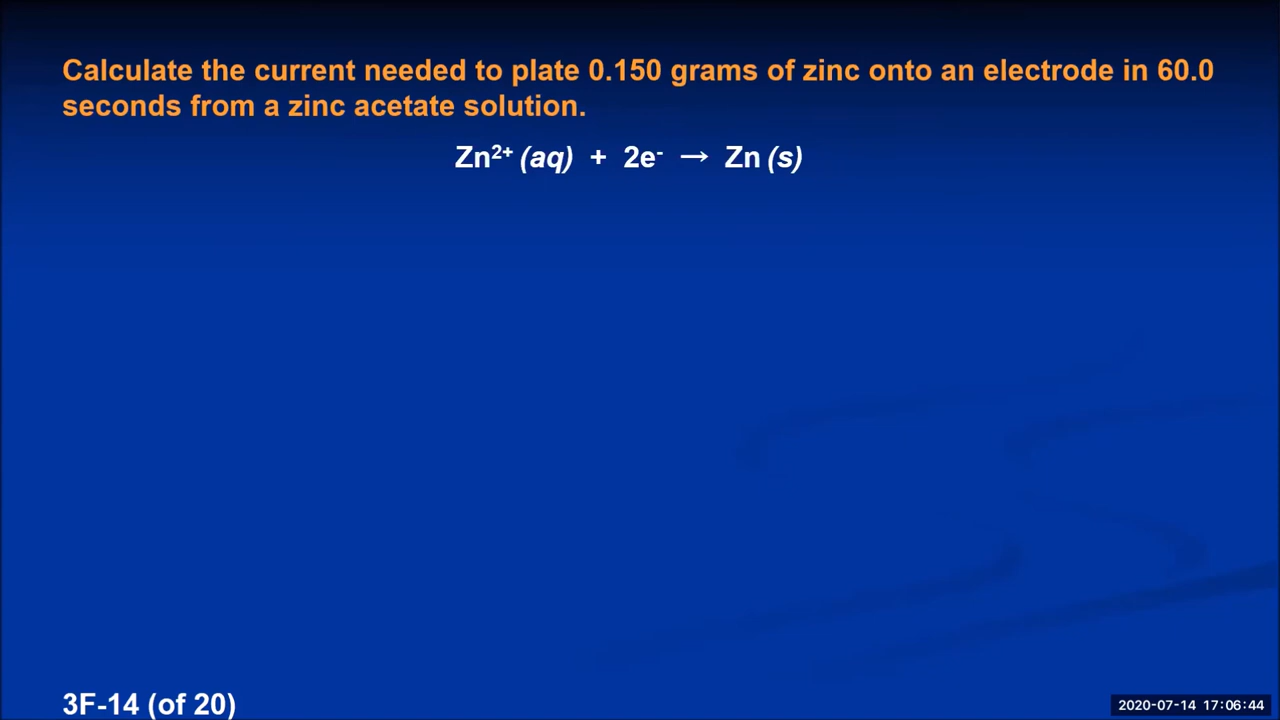 Calculate the current needed to plate 0.150 grams of zinc onto an electrode in 60.0
seconds from a zinc acetate solution.
Zn²⁺ (aq) + 2e⁻ → Zn (s)
3F-14 (of 20)
2020-07-14 17:06:44